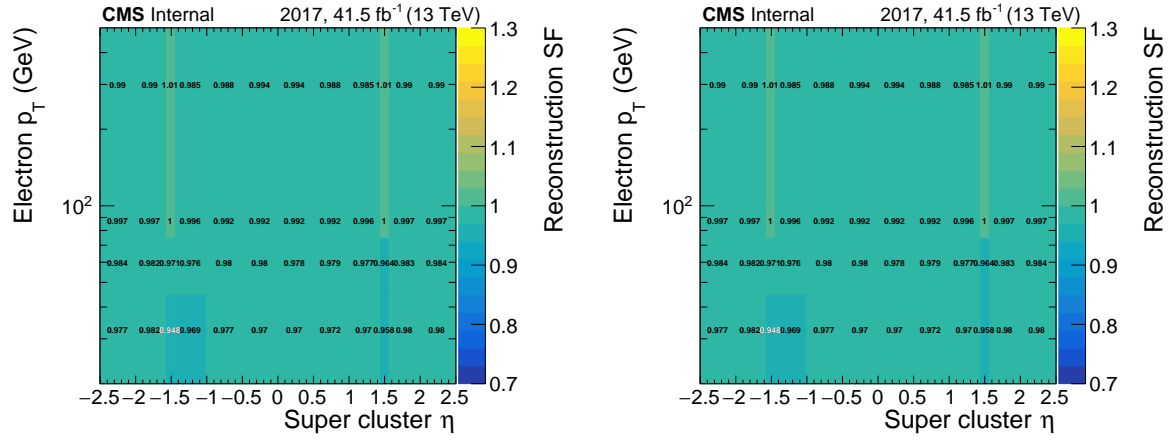 CMS Internal 2017, 41.5 fb⁻¹ (13 TeV)
Electron p_T (GeV)
10²
0.99 0.99 1.01 0.985 0.988 0.994 0.994 0.988 0.985 1.01 0.99 0.99
0.997 0.997 1 0.996 0.992 0.992 0.992 0.992 0.996 1 0.997 0.997
0.984 0.982 0.971 0.976 0.98 0.98 0.978 0.979 0.977 0.964 0.983 0.984
0.977 0.982 0.948 0.969 0.977 0.97 0.97 0.972 0.97 0.958 0.98 0.98
−2.5 −2 −1.5 −1 −0.5 0 0.5 1 1.5 2 2.5
Super cluster η
1.3
1.2
1.1
1
0.9
0.8
0.7
Reconstruction SF
CMS Internal 2017, 41.5 fb⁻¹ (13 TeV)
Electron p_T (GeV)
10²
0.99 0.99 1.01 0.985 0.988 0.994 0.994 0.988 0.985 1.01 0.99 0.99
0.997 0.997 1 0.996 0.992 0.992 0.992 0.992 0.996 1 0.997 0.997
0.984 0.982 0.971 0.976 0.98 0.98 0.978 0.979 0.977 0.964 0.983 0.984
0.977 0.982 0.948 0.969 0.977 0.97 0.97 0.972 0.97 0.958 0.98 0.98
−2.5 −2 −1.5 −1 −0.5 0 0.5 1 1.5 2 2.5
Super cluster η
1.3
1.2
1.1
1
0.9
0.8
0.7
Reconstruction SF